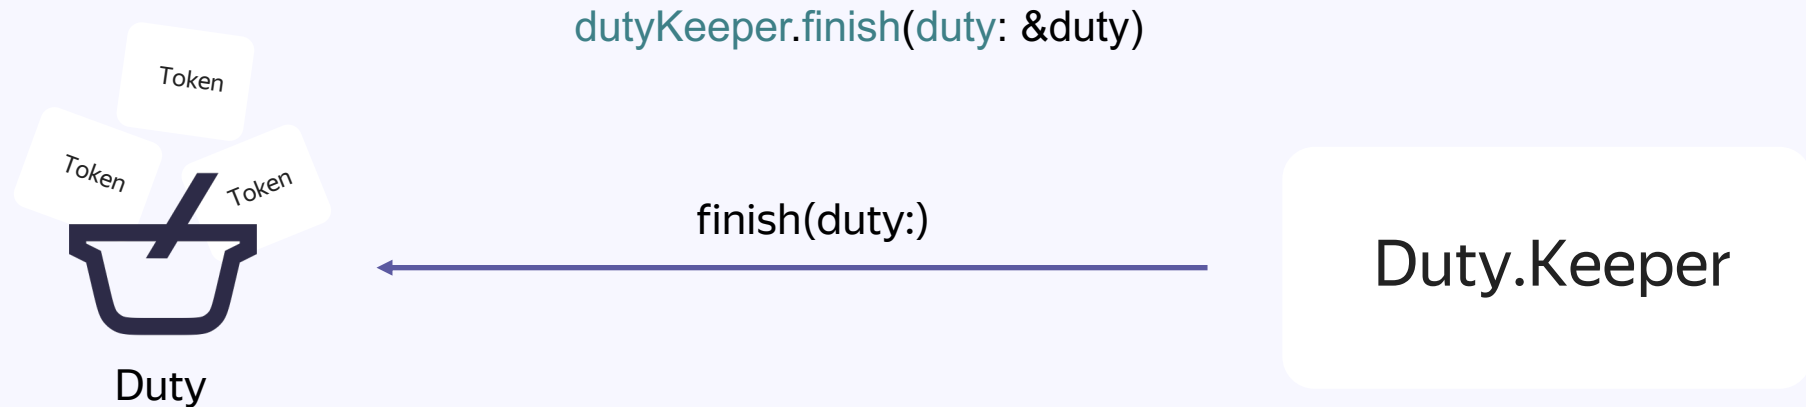 dutyKeeper.finish(duty: &duty)
Token
Token
Token
finish(duty:)
Duty.Keeper
Duty